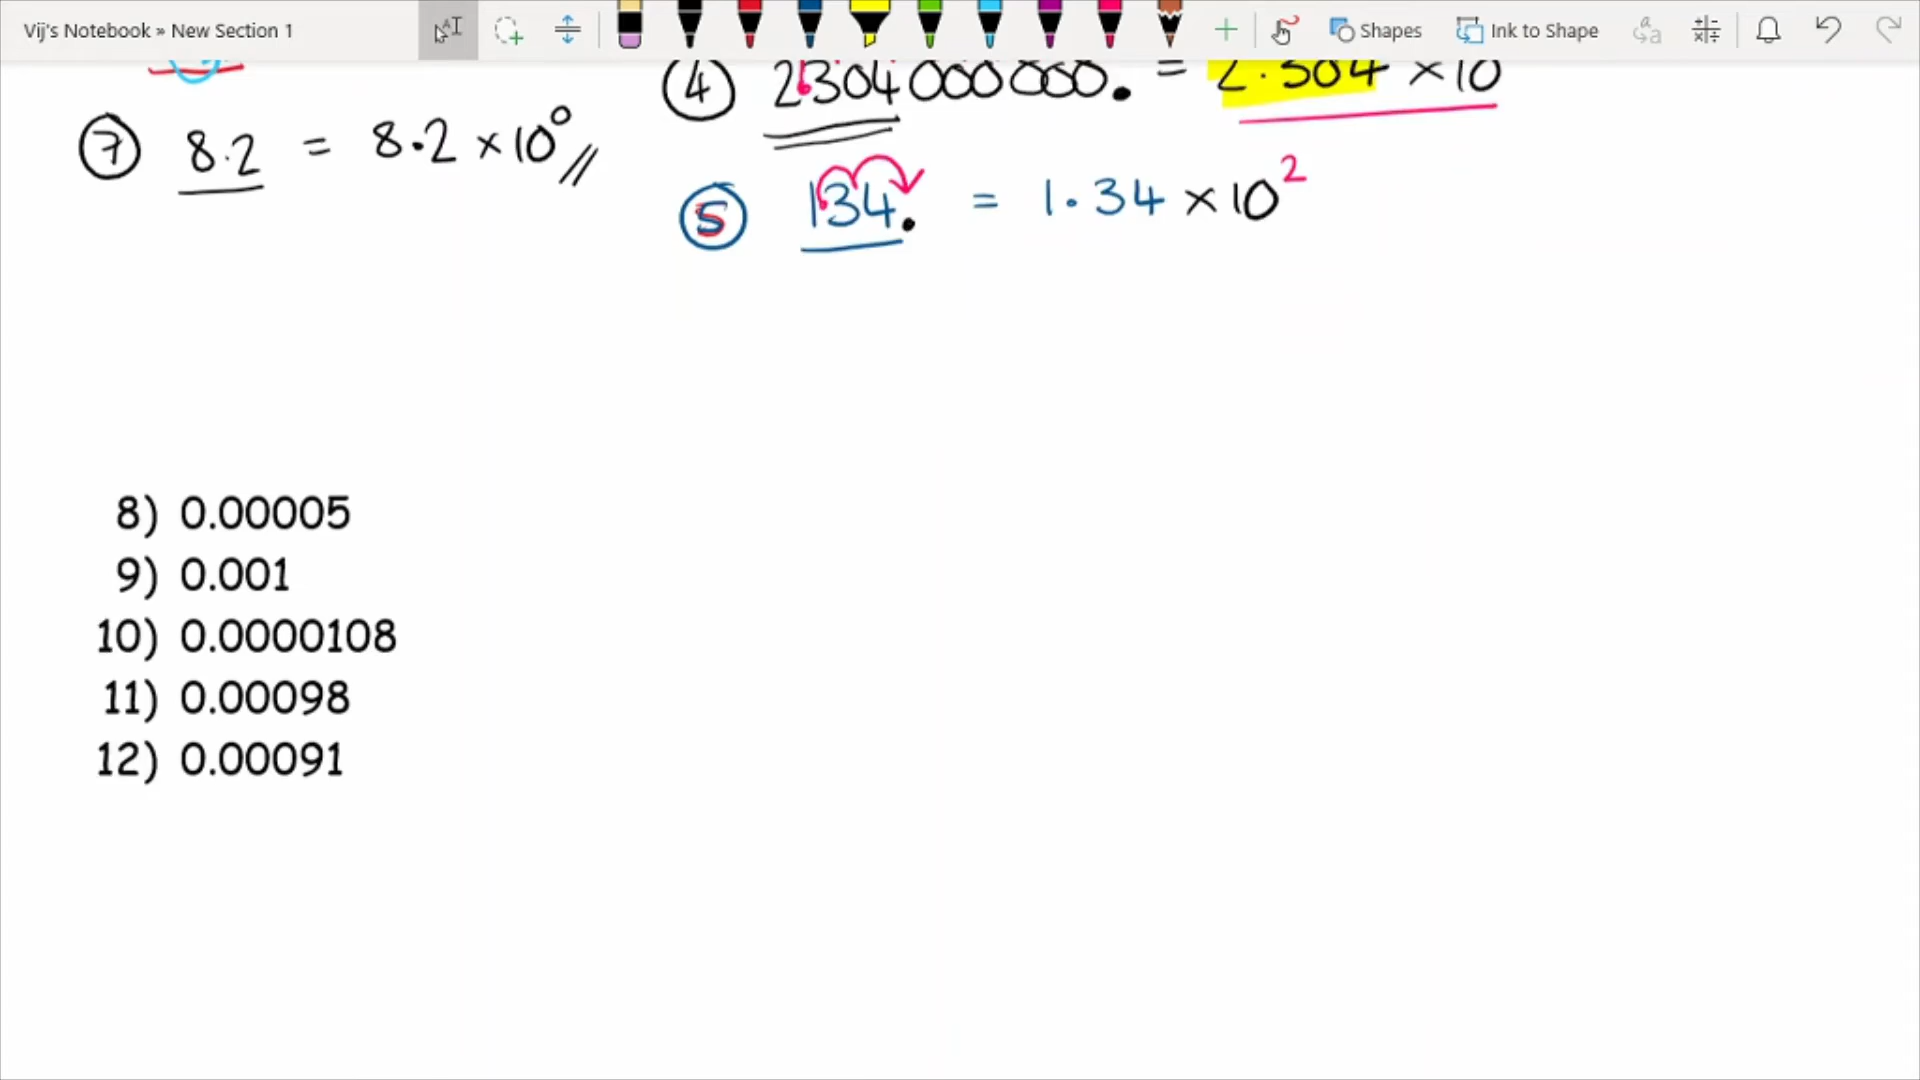 Vij's Notebook » New Section 1
Shapes
Ink to Shape
④ 2304000000. = 2.304 ×10
⑦ 8.2 = 8.2 ×10⁰//
⑤ 134. = 1.34 ×10²
8) 0.00005
9) 0.001
10) 0.0000108
11) 0.00098
12) 0.00091